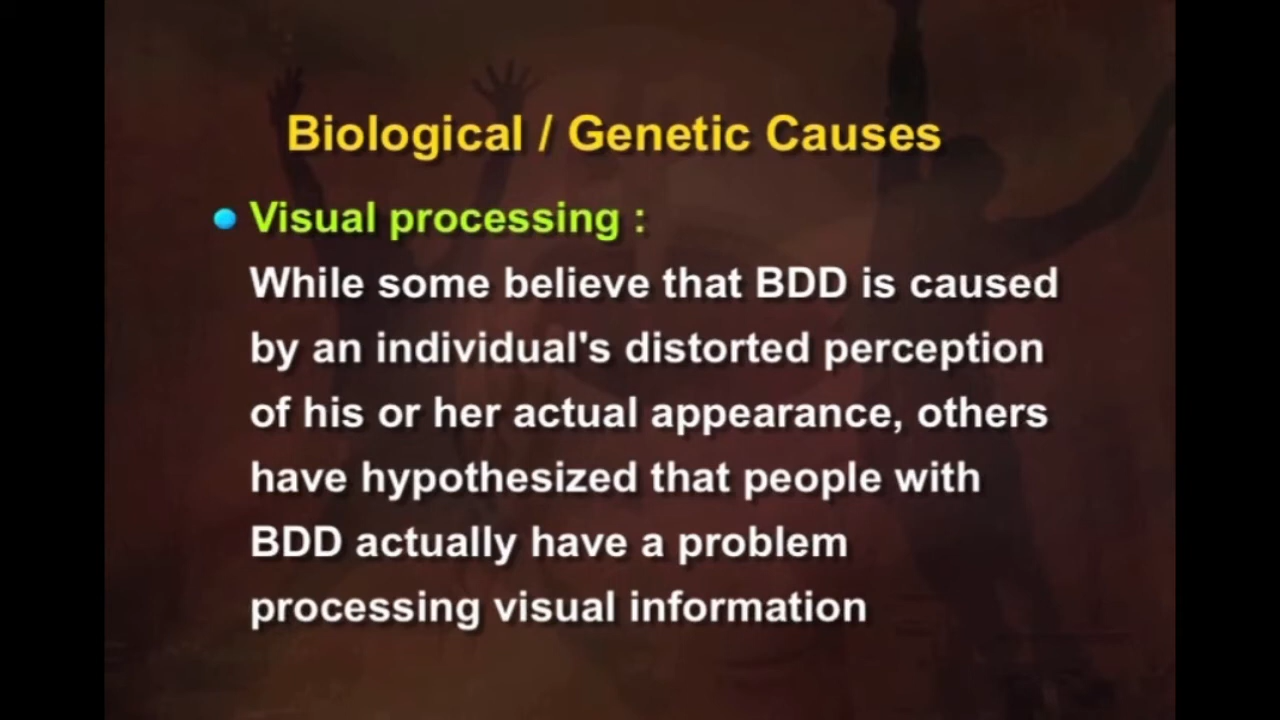 Biological / Genetic Causes
Visual processing :
While some believe that BDD is caused
by an individual's distorted perception
of his or her actual appearance, others
have hypothesized that people with
BDD actually have a problem
processing visual information